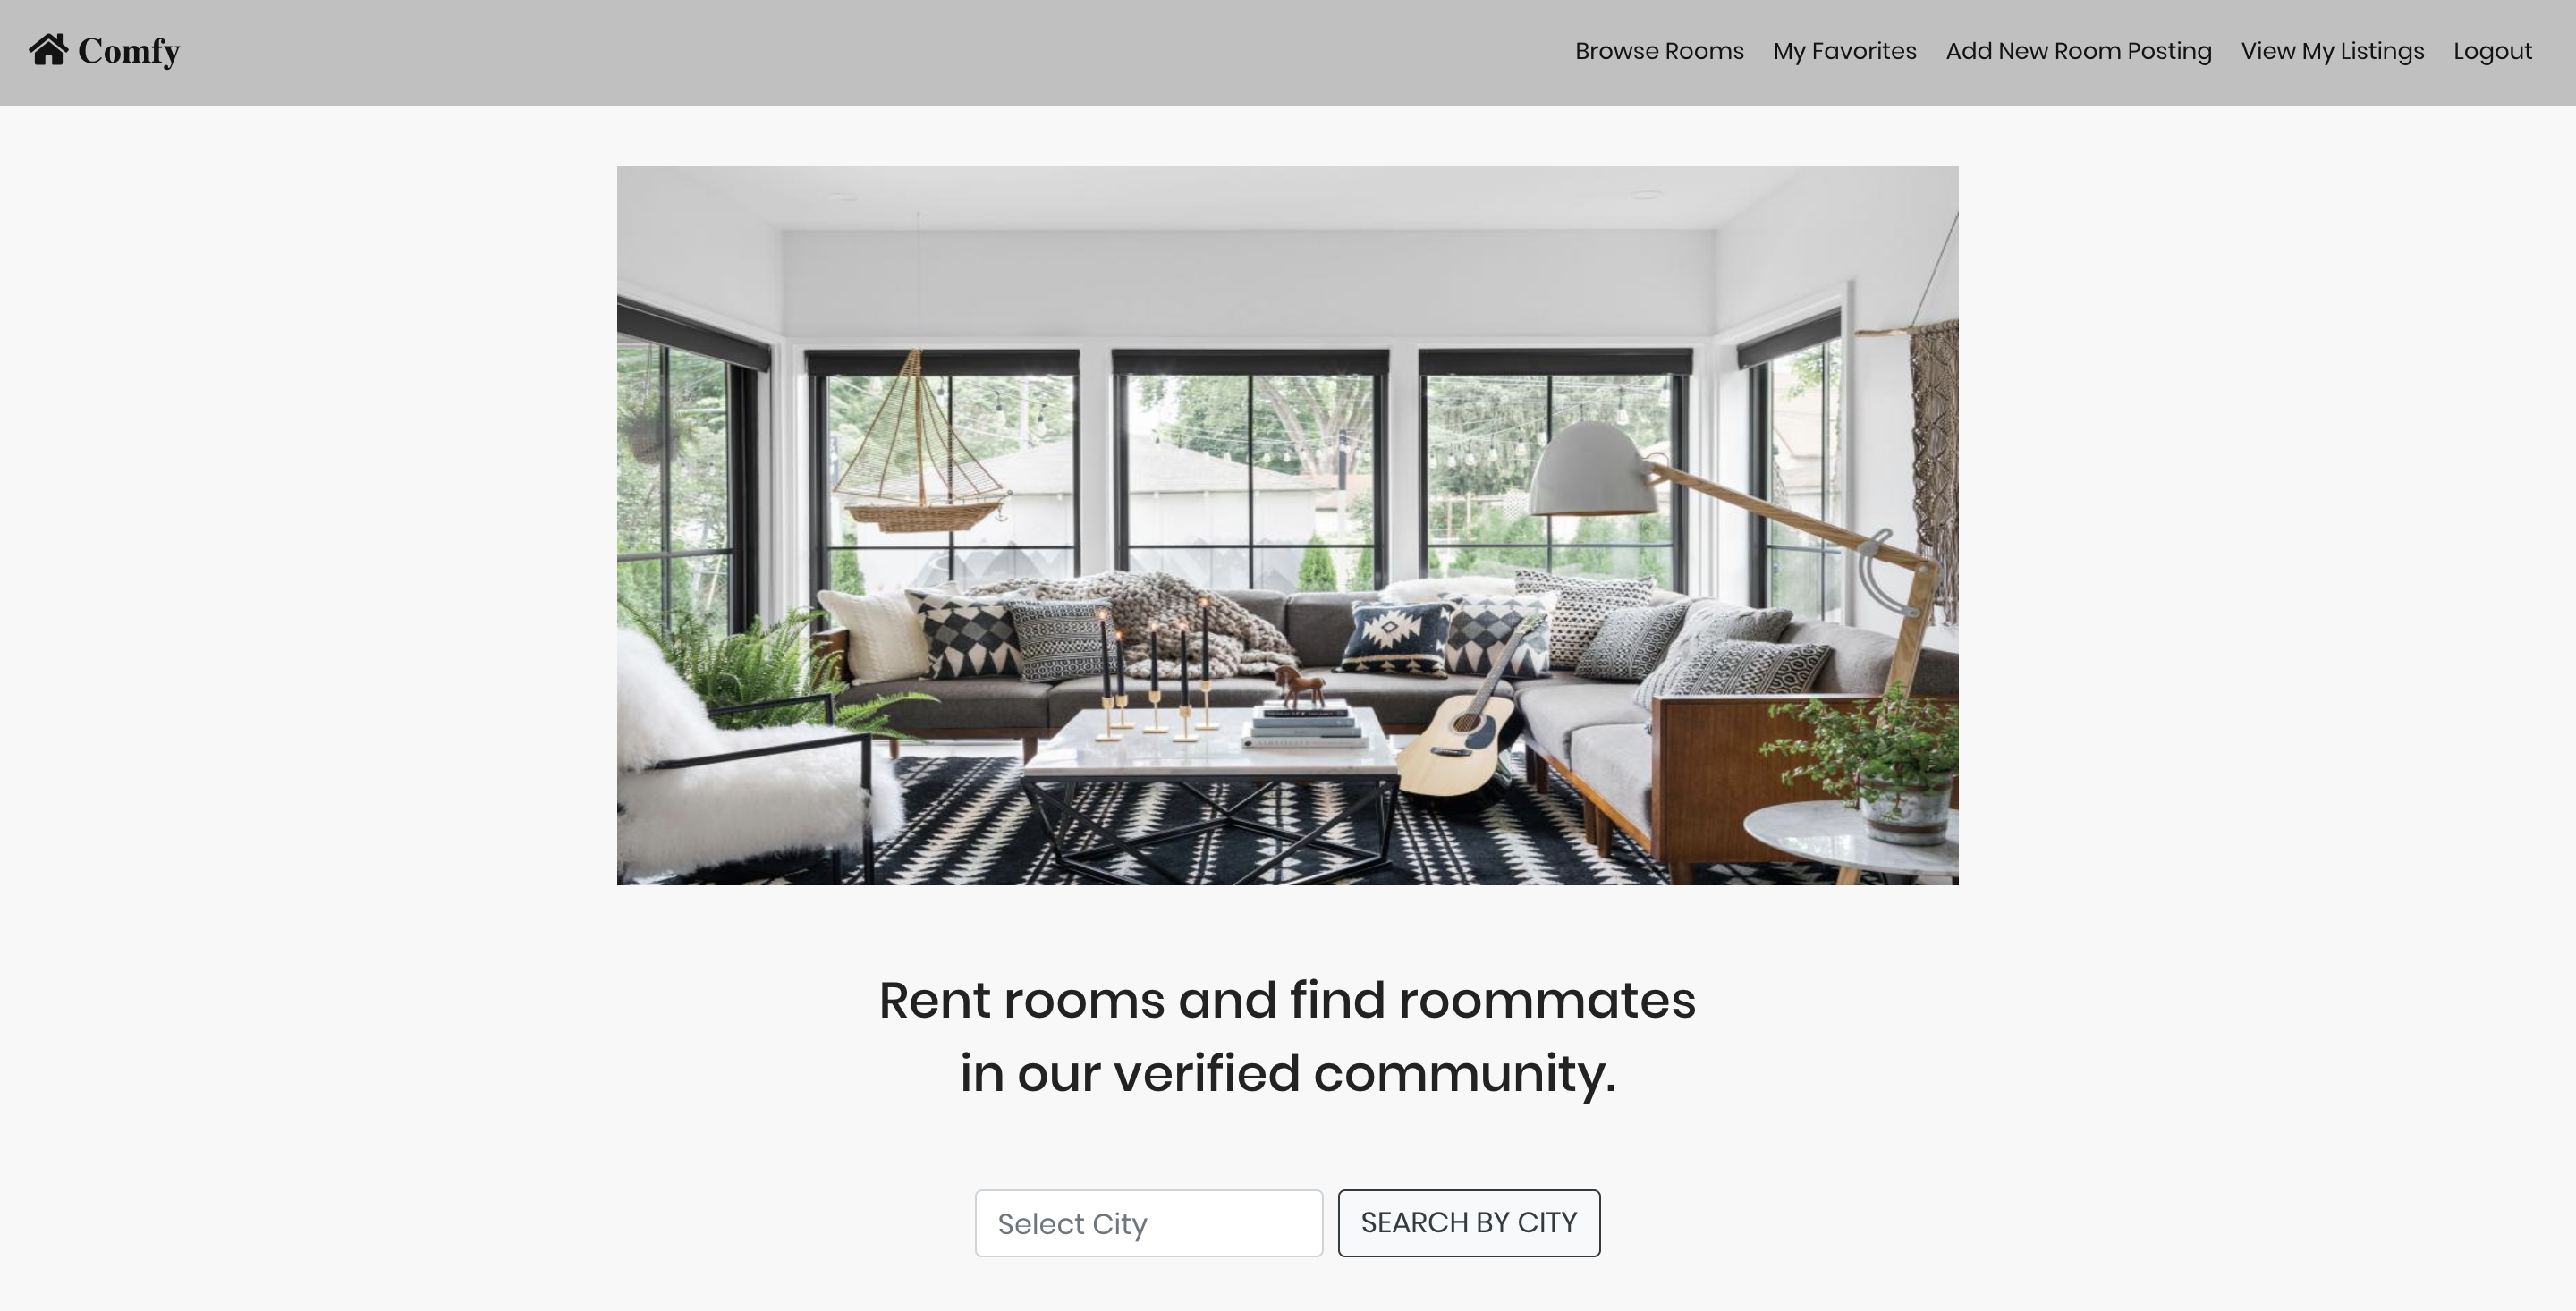 Comfy
Browse Rooms My Favorites Add New Room Posting View My Listings Logout
Rent rooms and find roommates
in our verified community.
Select City
SEARCH BY CITY